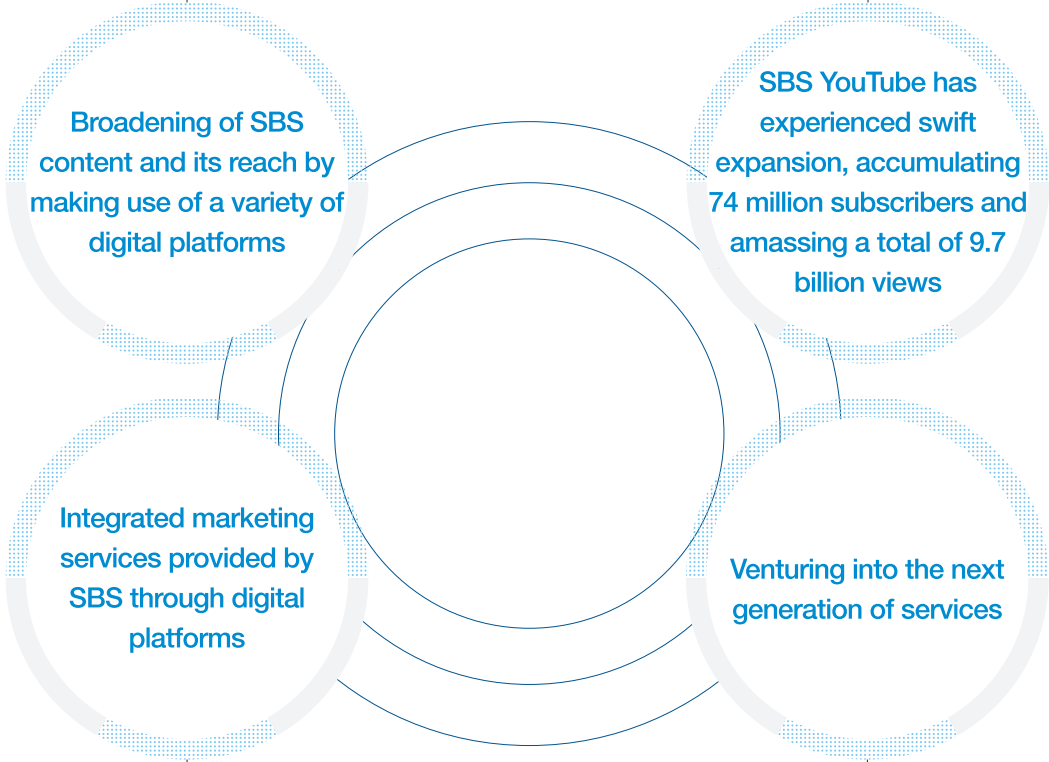 Broadening of SBS
content and its reach by
making use of a variety of
digital platforms
SBS YouTube has
experienced swift
expansion, accumulating
74 million subscribers and
amassing a total of 9.7
billion views
Integrated marketing
services provided by
SBS through digital
platforms
Venturing into the next
generation of services